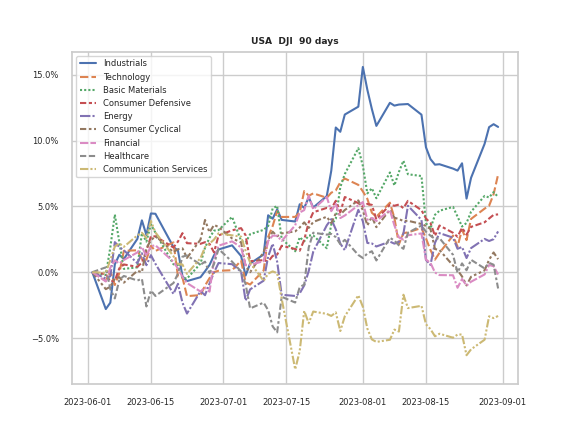 USA DJI 90 days
Industrials
Technology
Basic Materials
Consumer Defensive
Energy
Consumer Cyclical
Financial
Healthcare
Communication Services
15.0%
10.0%
5.0%
0.0%
−5.0%
2023-06-01 2023-06-15 2023-07-01 2023-07-15 2023-08-01 2023-08-15 2023-09-01